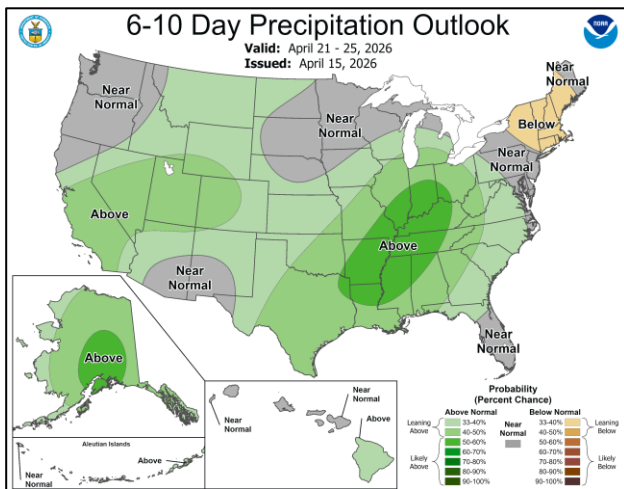 6-10 Day Precipitation Outlook
Valid: April 21 - 25, 2026
Issued: April 15, 2026
NOAA
Near
Normal
Near
Normal
Near
Normal
Below
Near
Normal
Above
Above
Near
Normal
Near
Normal
Above
Aleutian Islands
Near
Normal
Above
Near
Normal
Near
Normal
Above
Probability
(Percent Chance)
Above Normal
Below Normal
Leaning
Above
33-40%
40-50%
50-60%
Likely
Above
60-70%
70-80%
80-90%
90-100%
Near
Normal
33-40%
40-50%
50-60%
60-70%
70-80%
80-90%
90-100%
Leaning
Below
Likely
Below